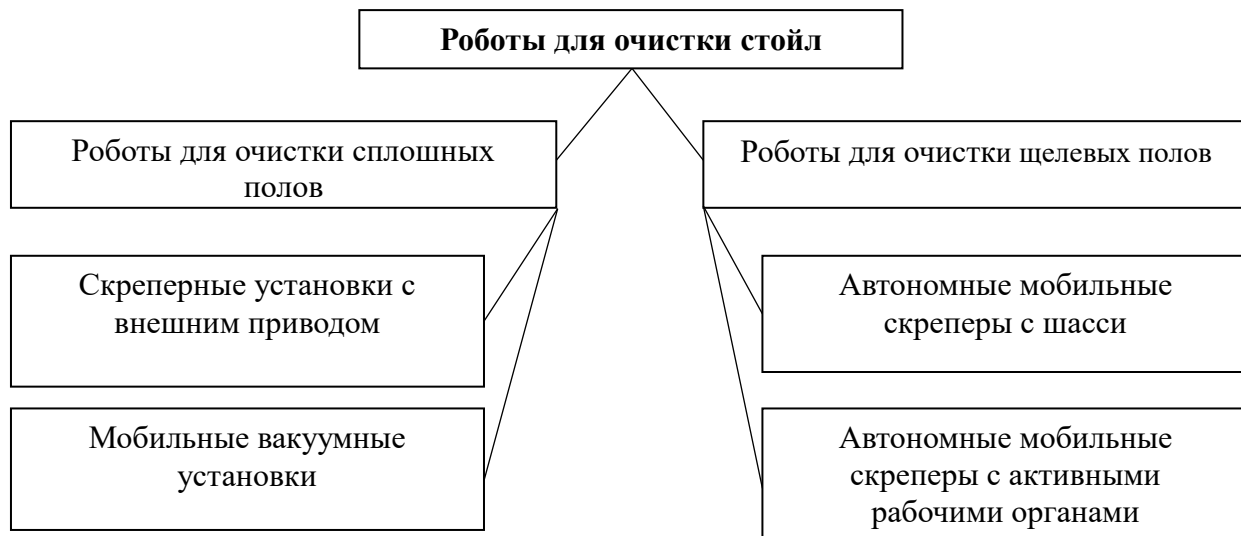 Роботы для очистки стойл
Роботы для очистки сплошных
полов
Роботы для очистки щелевых полов
Скреперные установки с
внешним приводом
Автономные мобильные
скреперы с шасси
Мобильные вакуумные
установки
Автономные мобильные
скреперы с активными
рабочими органами